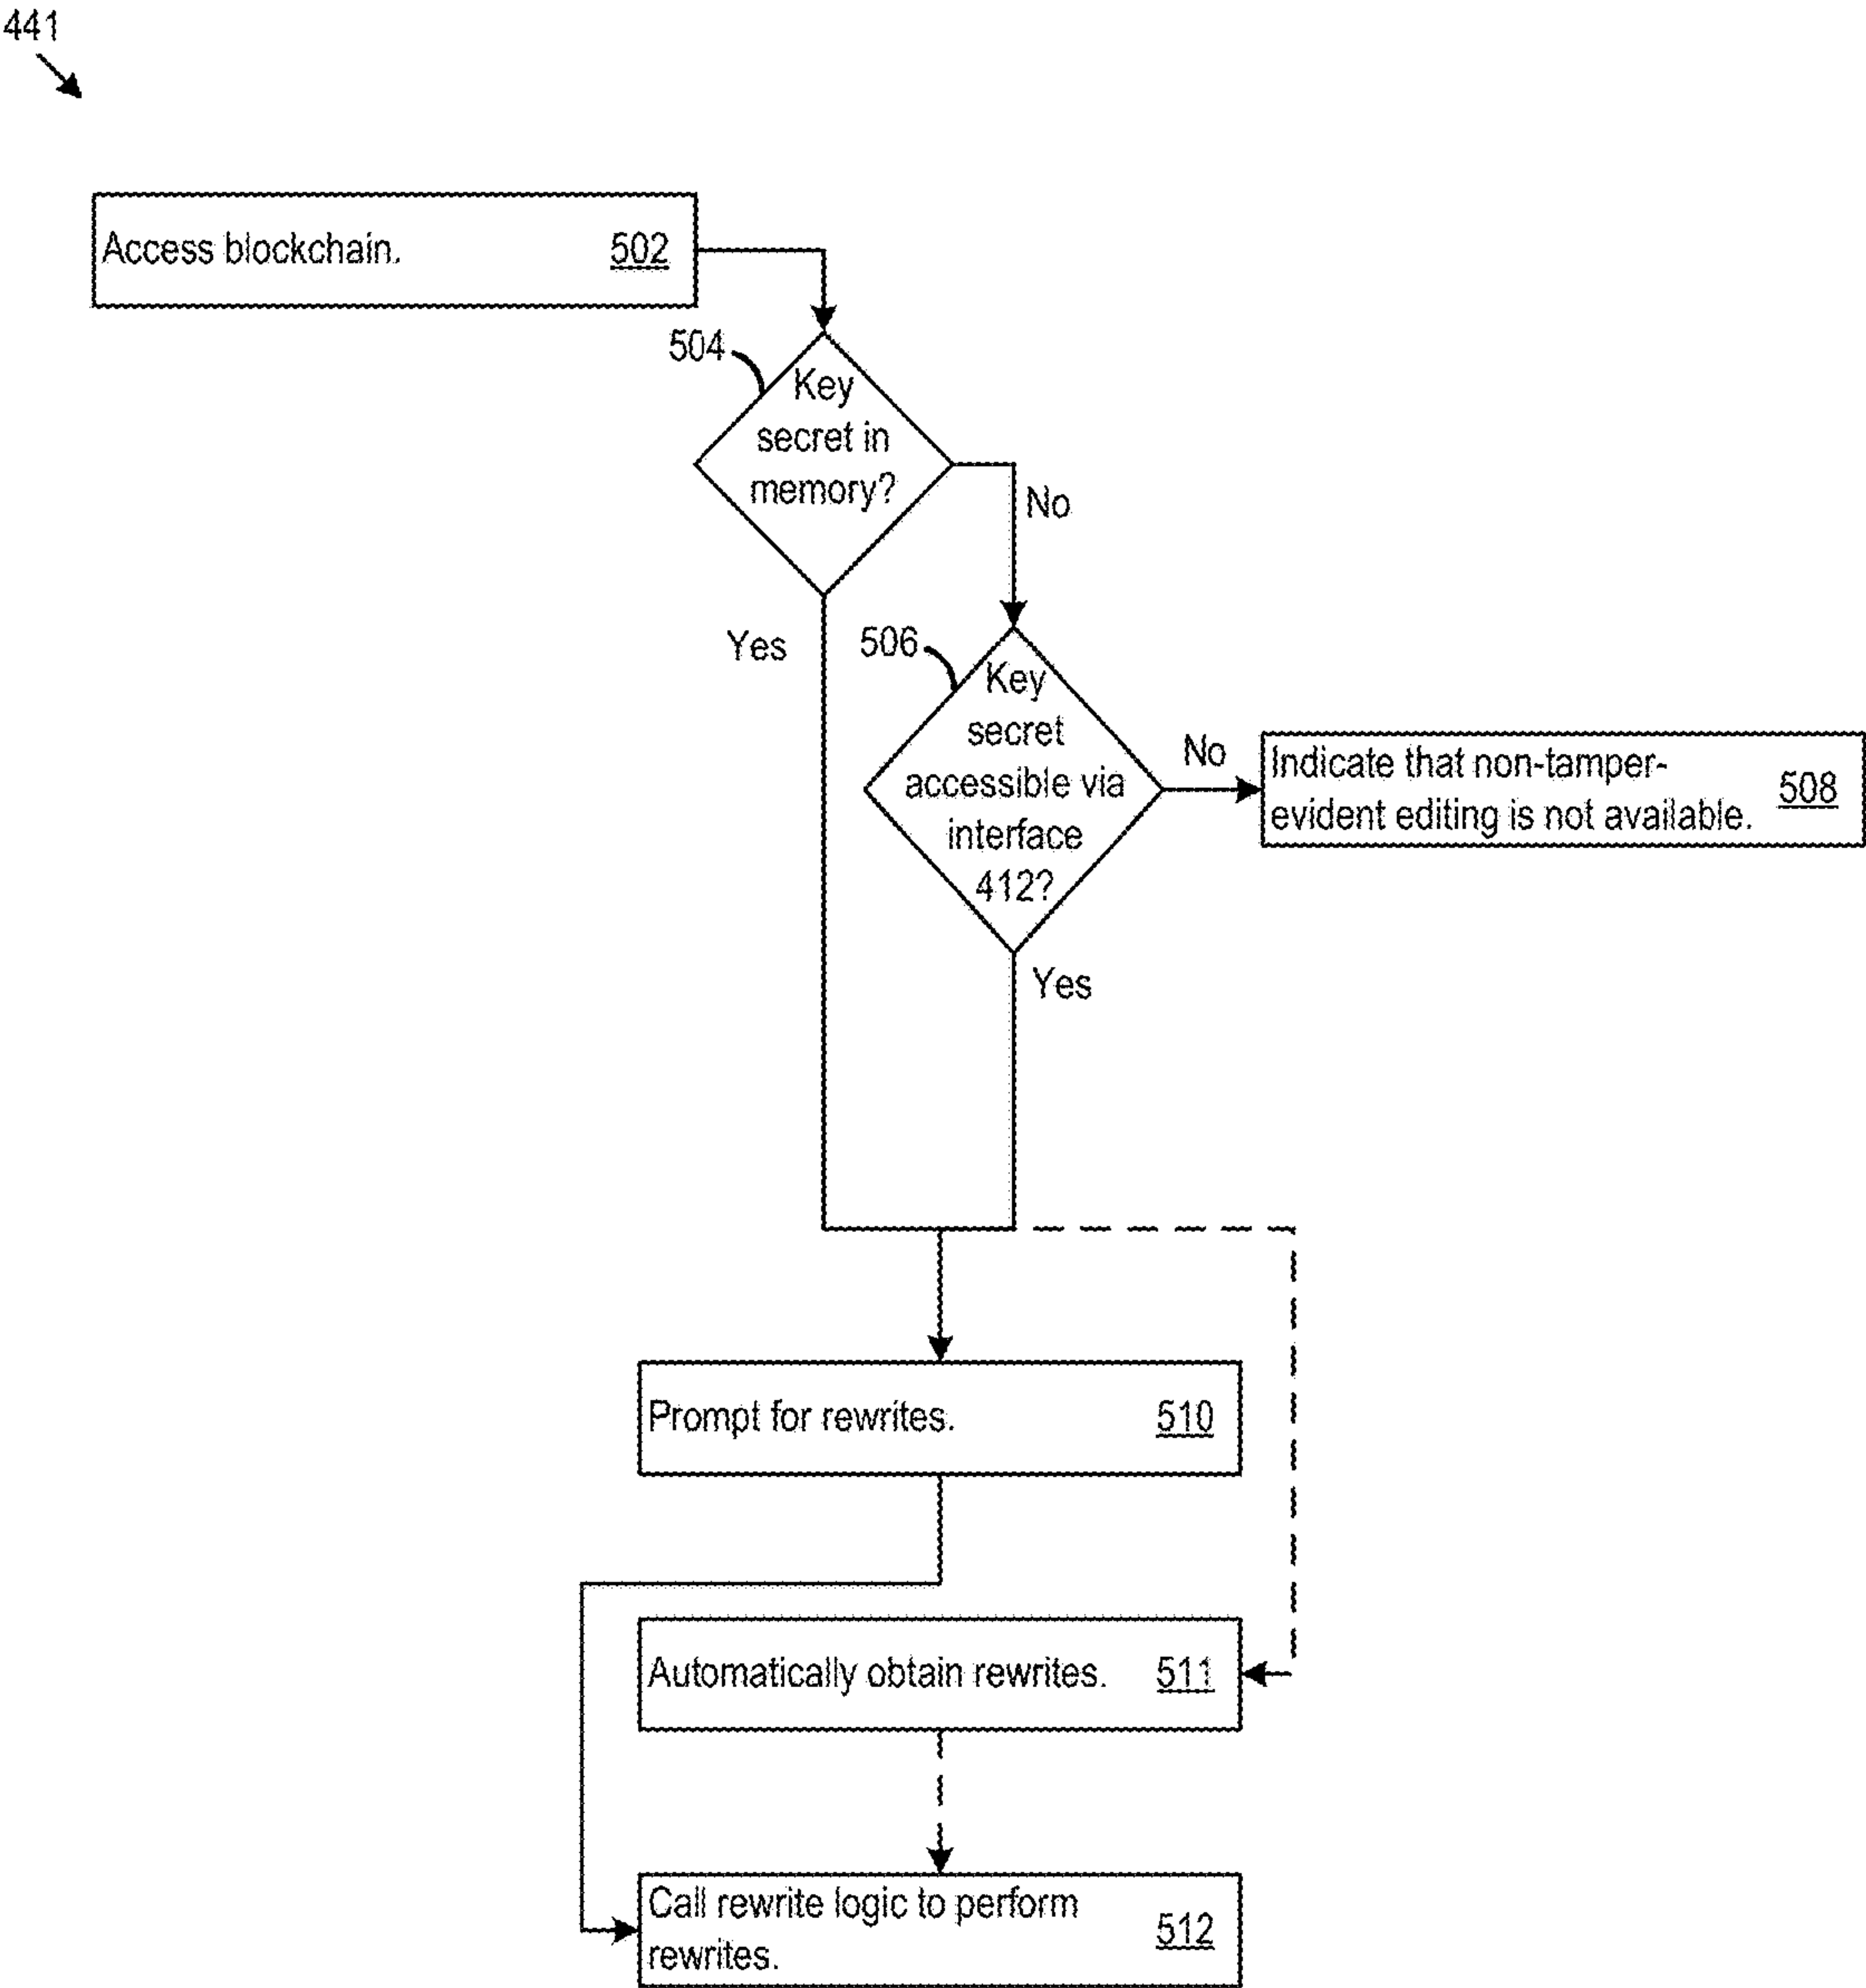 441
Access blockchain. 502
504
Key
secret in
memory?
No
Yes
506
Key
secret
accessible via
interface
412?
No
Indicate that non-tamper-
evident editing is not available. 508
Yes
Prompt for rewrites. 510
Automatically obtain rewrites. 511
Call rewrite logic to perform
rewrites. 512